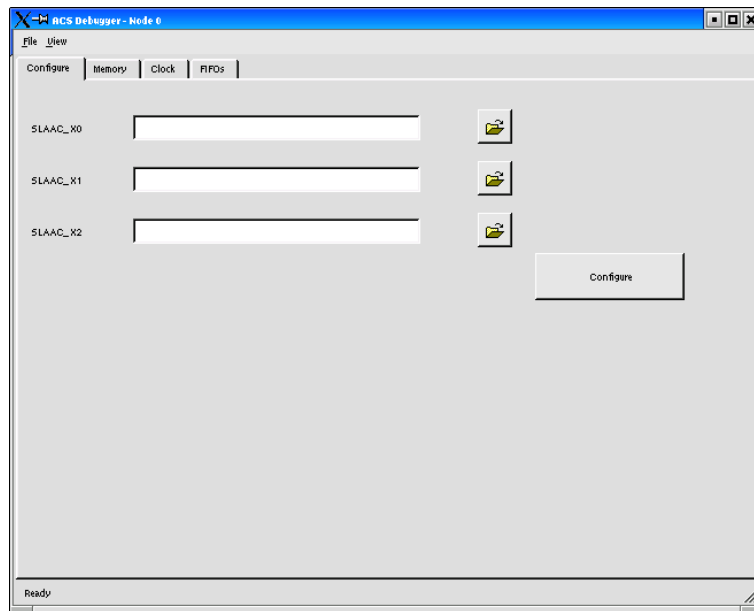 ACS Debugger - Node 0
File View
Configure Memory Clock FIFOs
SLAAC_X0
SLAAC_X1
SLAAC_X2
Configure
Ready